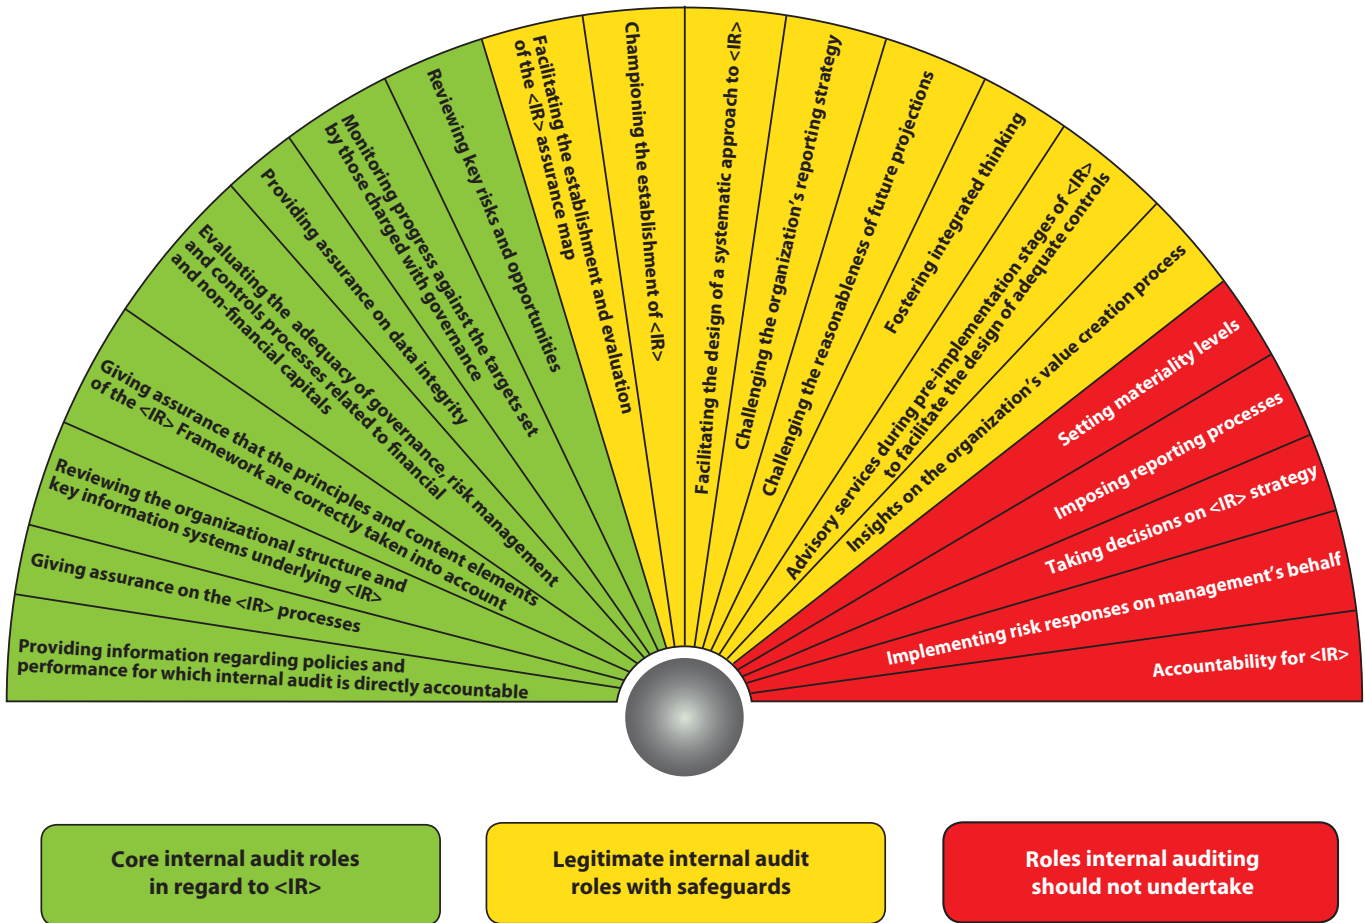 Providing information regarding policies and
performance for which internal audit is directly accountable
Giving assurance on the <IR> processes
Reviewing the organizational structure and
key information systems underlying <IR>
Giving assurance that the principles and content elements
of the <IR> Framework are correctly taken into account
Evaluating the adequacy of governance, risk management
and controls processes related to financial
and non-financial capitals
Providing assurance on data integrity
Monitoring progress against the targets set
by those charged with governance
Reviewing key risks and opportunities
Facilitating the establishment and evaluation
of the <IR> assurance map
Championing the establishment of <IR>
Facilitating the design of a systematic approach to <IR>
Challenging the organization's reporting strategy
Challenging the reasonableness of future projections
Fostering integrated thinking
Advisory services during pre-implementation stages of <IR>
to facilitate the design of adequate controls
Insights on the organization's value creation process
Setting materiality levels
Imposing reporting processes
Taking decisions on <IR> strategy
Implementing risk responses on management's behalf
Accountability for <IR>
Core internal audit roles
in regard to <IR>
Legitimate internal audit
roles with safeguards
Roles internal auditing
should not undertake